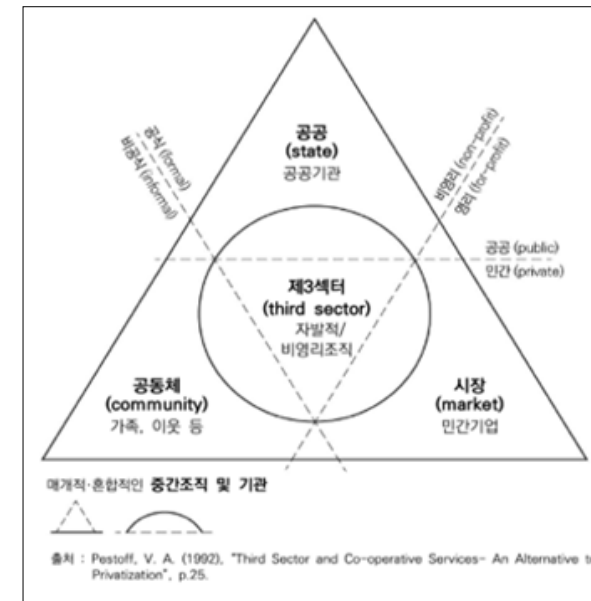 공공
(state)
공공기관
공식 (formal)
비공식 (informal)
비영리 (non-profit)
영리 (for-profit)
공공 (public)
민간 (private)
제3섹터
(third sector)
자발적/
비영리조직
공동체
(community)
가족, 이웃 등
시장
(market)
민간기업
매개적·혼합적인 중간조직 및 기관
출처 : Pestoff, V. A. (1992), "Third Sector and Co-operative Services- An Alternative to
Privatization", p.25.